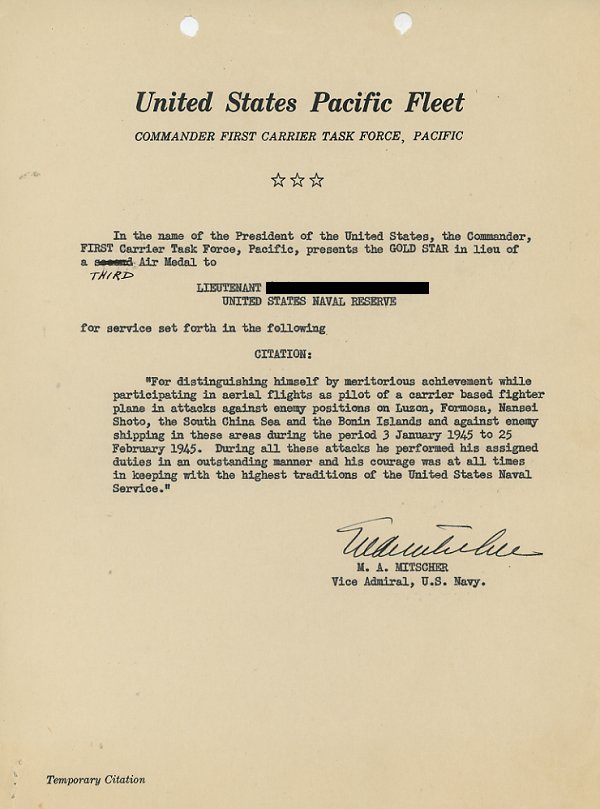 United States Pacific Fleet
COMMANDER FIRST CARRIER TASK FORCE, PACIFIC
☆☆☆
In the name of the President of the United States, the Commander,
FIRST Carrier Task Force, Pacific, presents the GOLD STAR in lieu of
a second Air Medal to
THIRD
LIEUTENANT
UNITED STATES NAVAL RESERVE
for service set forth in the following
CITATION:
"For distinguishing himself by meritorious achievement while
participating in aerial flights as pilot of a carrier based fighter
plane in attacks against enemy positions on Luzon, Formosa, Nansei
Shoto, the South China Sea and the Bonin Islands and against enemy
shipping in these areas during the period 3 January 1945 to 25
February 1945. During all these attacks he performed his assigned
duties in an outstanding manner and his courage was at all times
in keeping with the highest traditions of the United States Naval
Service."
M. A. MITSCHER
Vice Admiral, U.S. Navy.
Temporary Citation